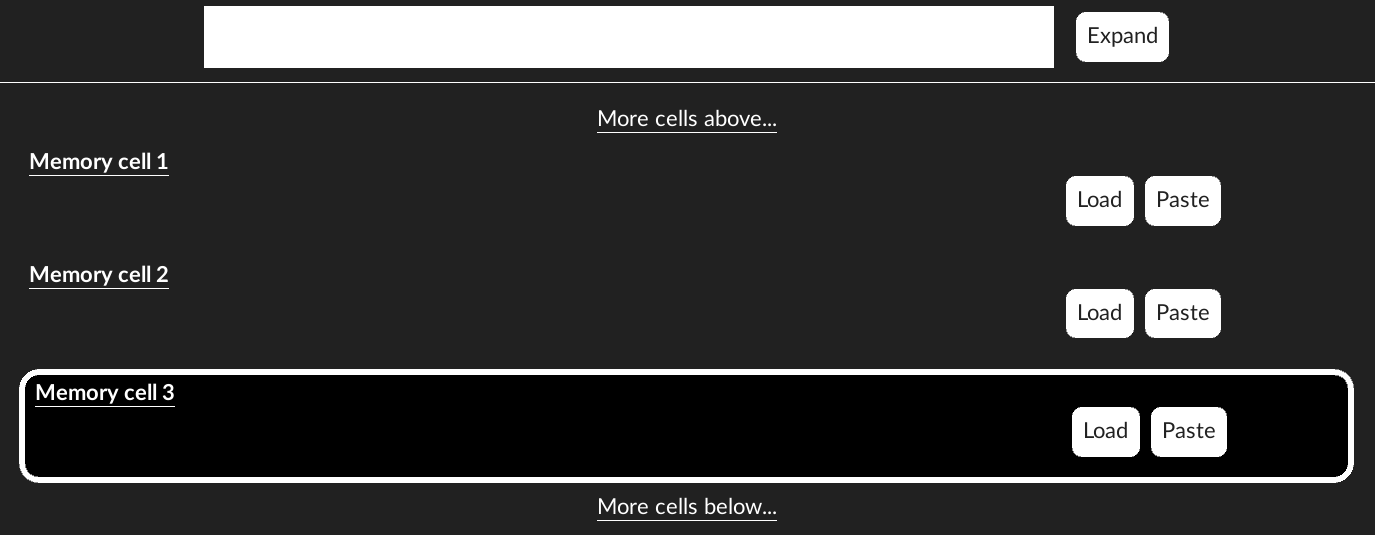 Expand
More cells above...
Memory cell 1
Load Paste
Memory cell 2
Load Paste
Memory cell 3
Load Paste
More cells below...